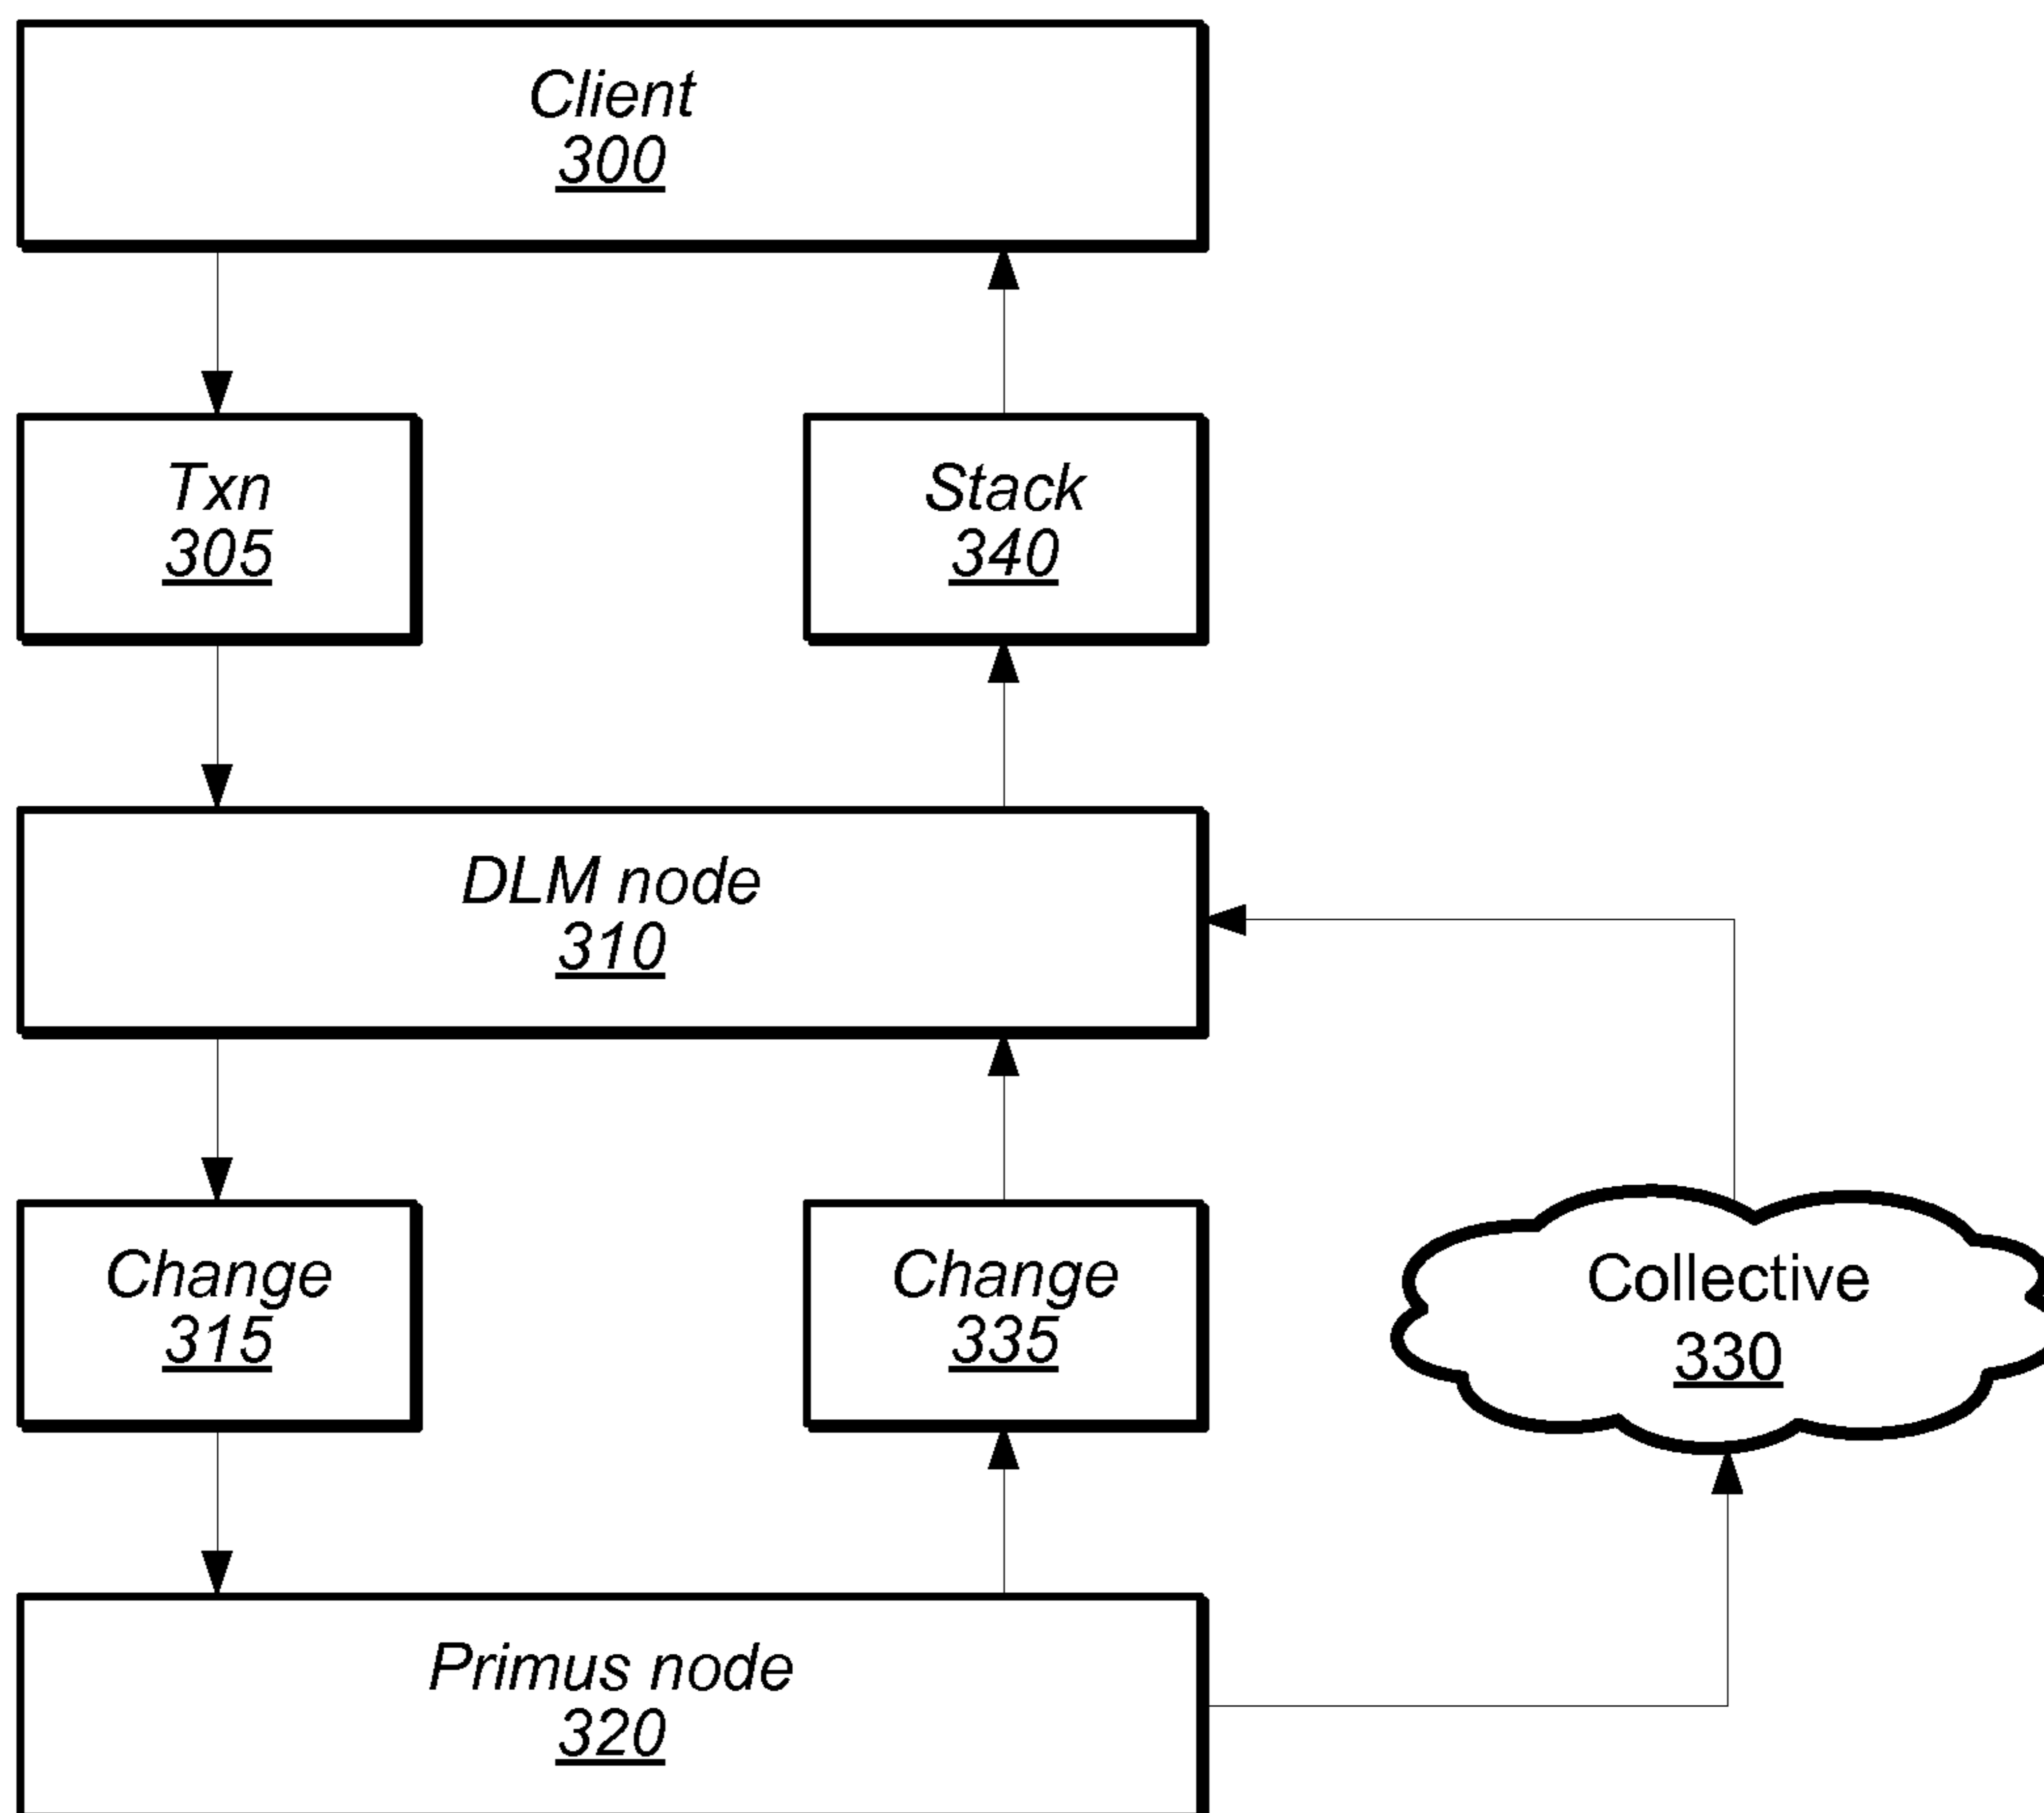 Client
300
Txn
305
Stack
340
DLM node
310
Change
315
Change
335
Collective
330
Primus node
320